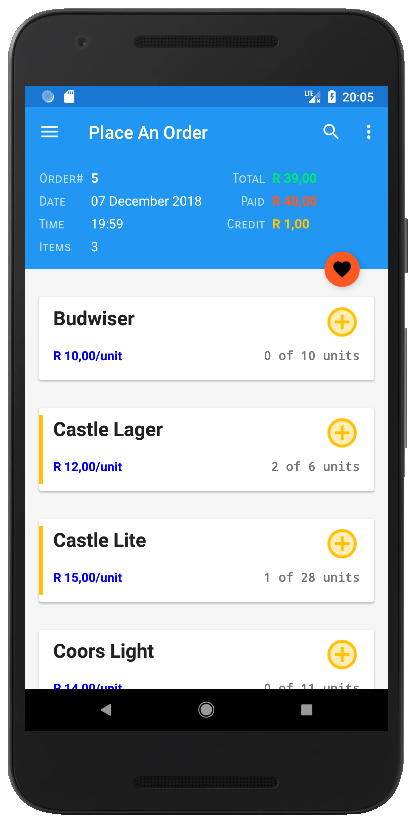 LTE 20:05
Place An Order
Order# 5 Total R 39,00
Date 07 December 2018 Paid R 40,00
Time 19:59 Credit R 1,00
Items 3
Budwiser
R 10,00/unit 0 of 10 units
Castle Lager
R 12,00/unit 2 of 6 units
Castle Lite
R 15,00/unit 1 of 28 units
Coors Light
R 14,00/unit 0 of 11 units